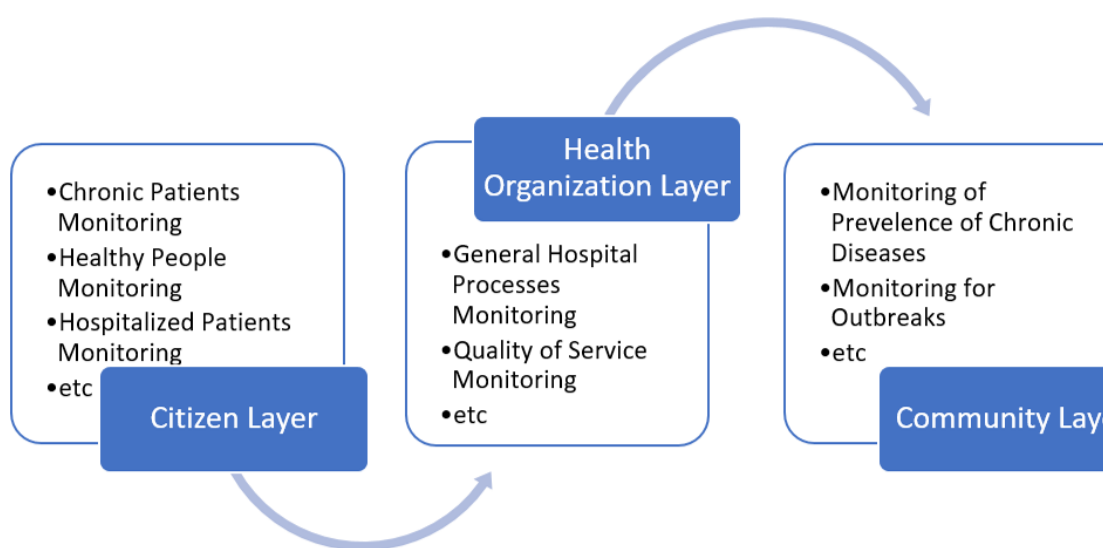 •Chronic Patients
Monitoring
•Healthy People
Monitoring
•Hospitalized Patients
Monitoring
•etc
Citizen Layer
Health
Organization Layer
•General Hospital
Processes
Monitoring
•Quality of Service
Monitoring
•etc
•Monitoring of
Prevelence of Chronic
Diseases
•Monitoring for
Outbreaks
•etc
Community